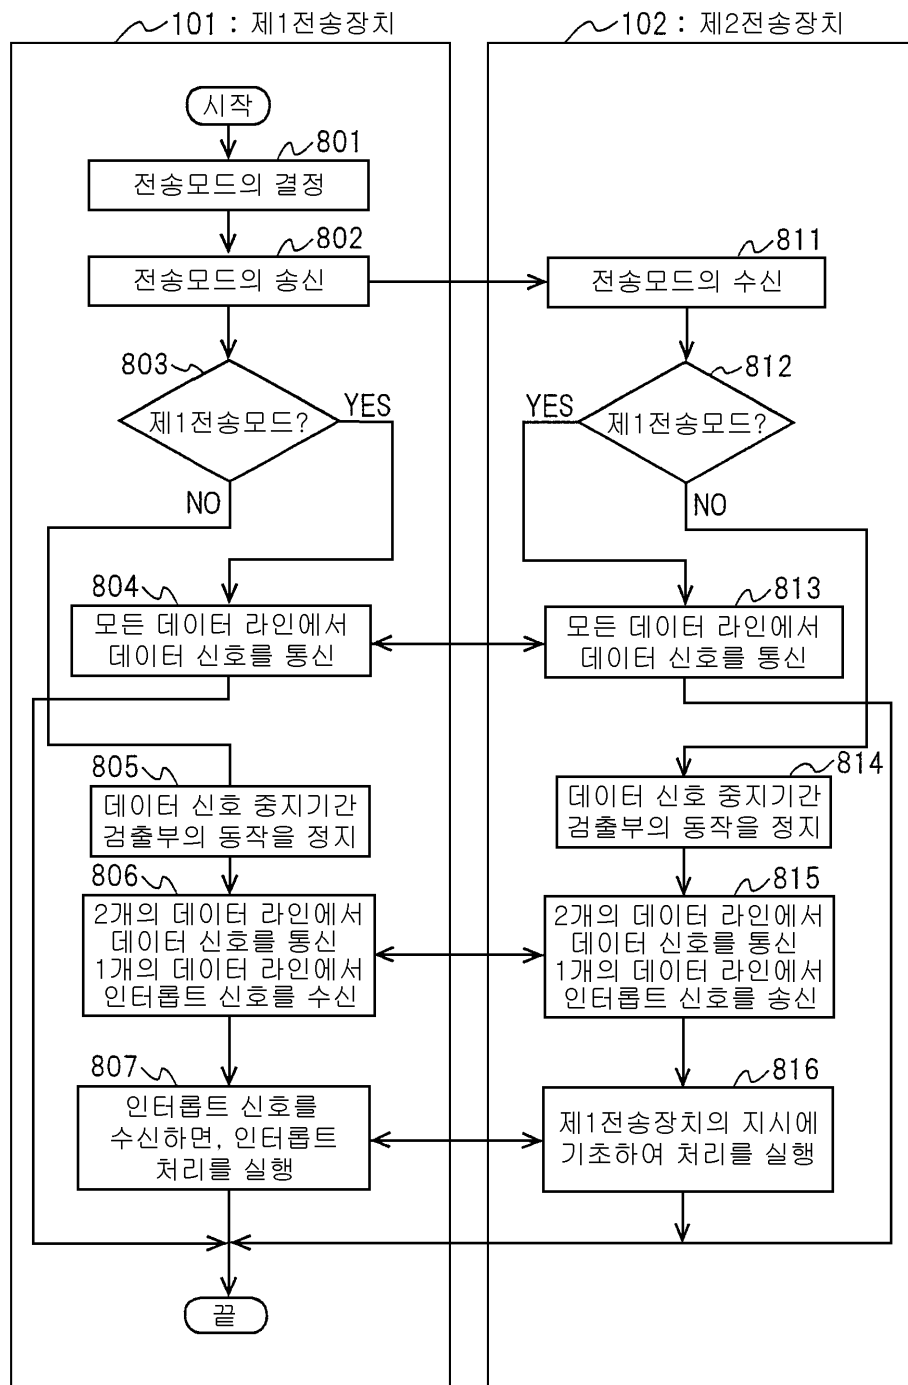 101 : 제1전송장치
시작
801
전송모드의 결정
802
전송모드의 송신
803
제1전송모드?
YES
NO
804
모든 데이터 라인에서
데이터 신호를 통신
805
데이터 신호 중지기간
검출부의 동작을 정지
806
2개의 데이터 라인에서
데이터 신호를 통신
1개의 데이터 라인에서
인터롭트 신호를 수신
807
인터롭트 신호를
수신하면, 인터롭트
처리를 실행
끝
102 : 제2전송장치
811
전송모드의 수신
812
제1전송모드?
YES
NO
813
모든 데이터 라인에서
데이터 신호를 통신
814
데이터 신호 중지기간
검출부의 동작을 정지
815
2개의 데이터 라인에서
데이터 신호를 통신
1개의 데이터 라인에서
인터롭트 신호를 송신
816
제1전송장치의 지시에
기초하여 처리를 실행